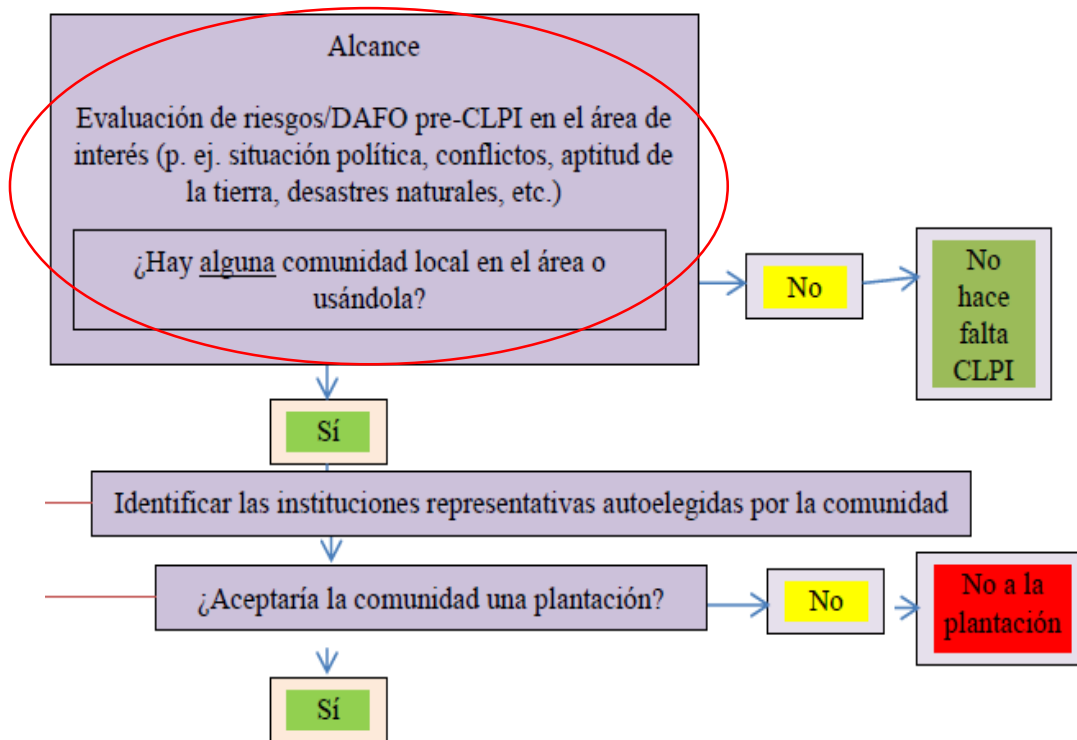 Alcance
Evaluación de riesgos/DAFO pre-CLPI en el área de
interés (p. ej. situación política, conflictos, aptitud de
la tierra, desastres naturales, etc.)
¿Hay alguna comunidad local en el área o
usándola?
No
No
hace
falta
CLPI
Sí
Identificar las instituciones representativas autoelegidas por la comunidad
¿Aceptaría la comunidad una plantación?
No
No a la
plantación
Sí